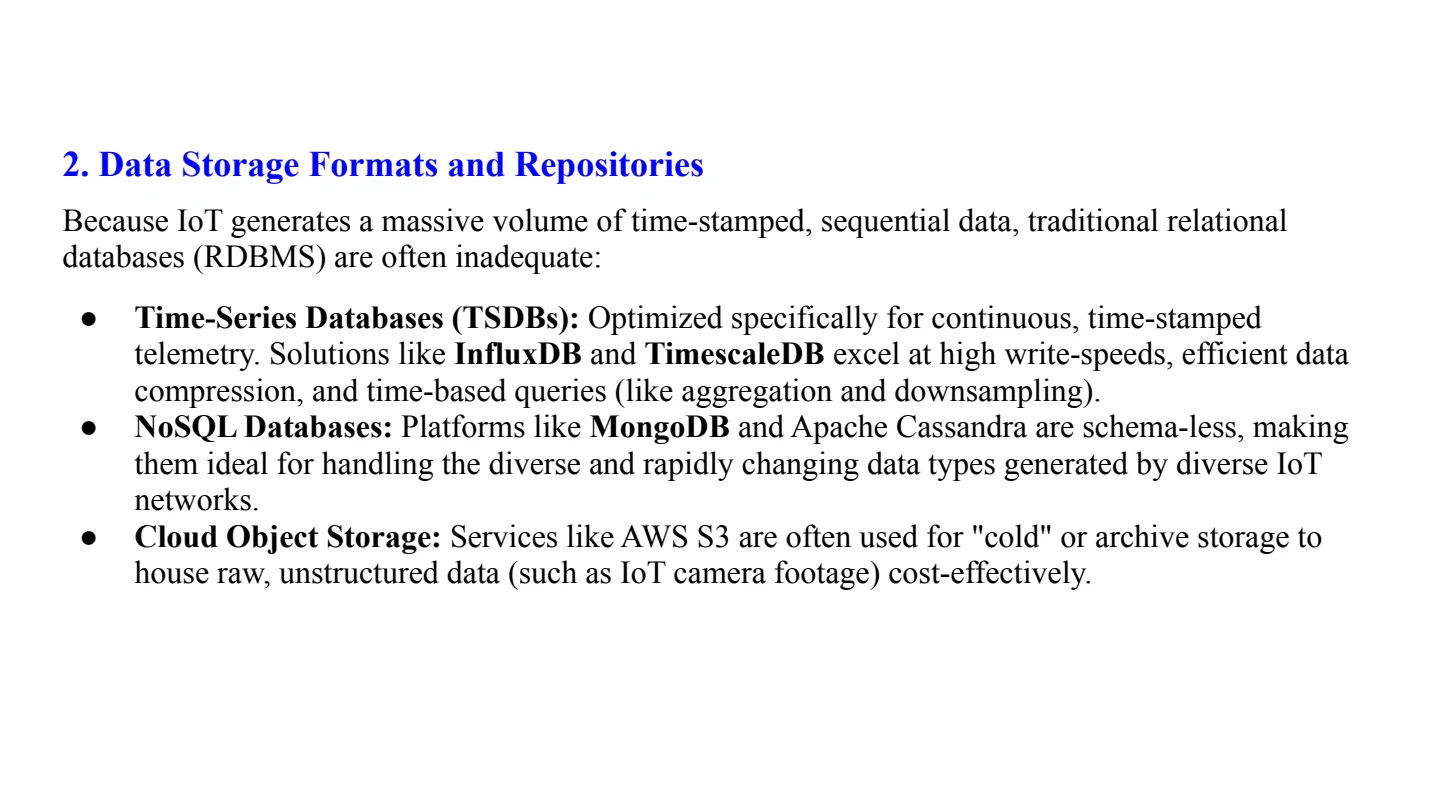 2. Data Storage Formats and Repositories
Because IoT generates a massive volume of time-stamped, sequential data, traditional relational
databases (RDBMS) are often inadequate:
● Time-Series Databases (TSDBs): Optimized specifically for continuous, time-stamped
telemetry. Solutions like InfluxDB and TimescaleDB excel at high write-speeds, efficient data
compression, and time-based queries (like aggregation and downsampling).
● NoSQL Databases: Platforms like MongoDB and Apache Cassandra are schema-less, making
them ideal for handling the diverse and rapidly changing data types generated by diverse IoT
networks.
● Cloud Object Storage: Services like AWS S3 are often used for "cold" or archive storage to
house raw, unstructured data (such as IoT camera footage) cost-effectively.